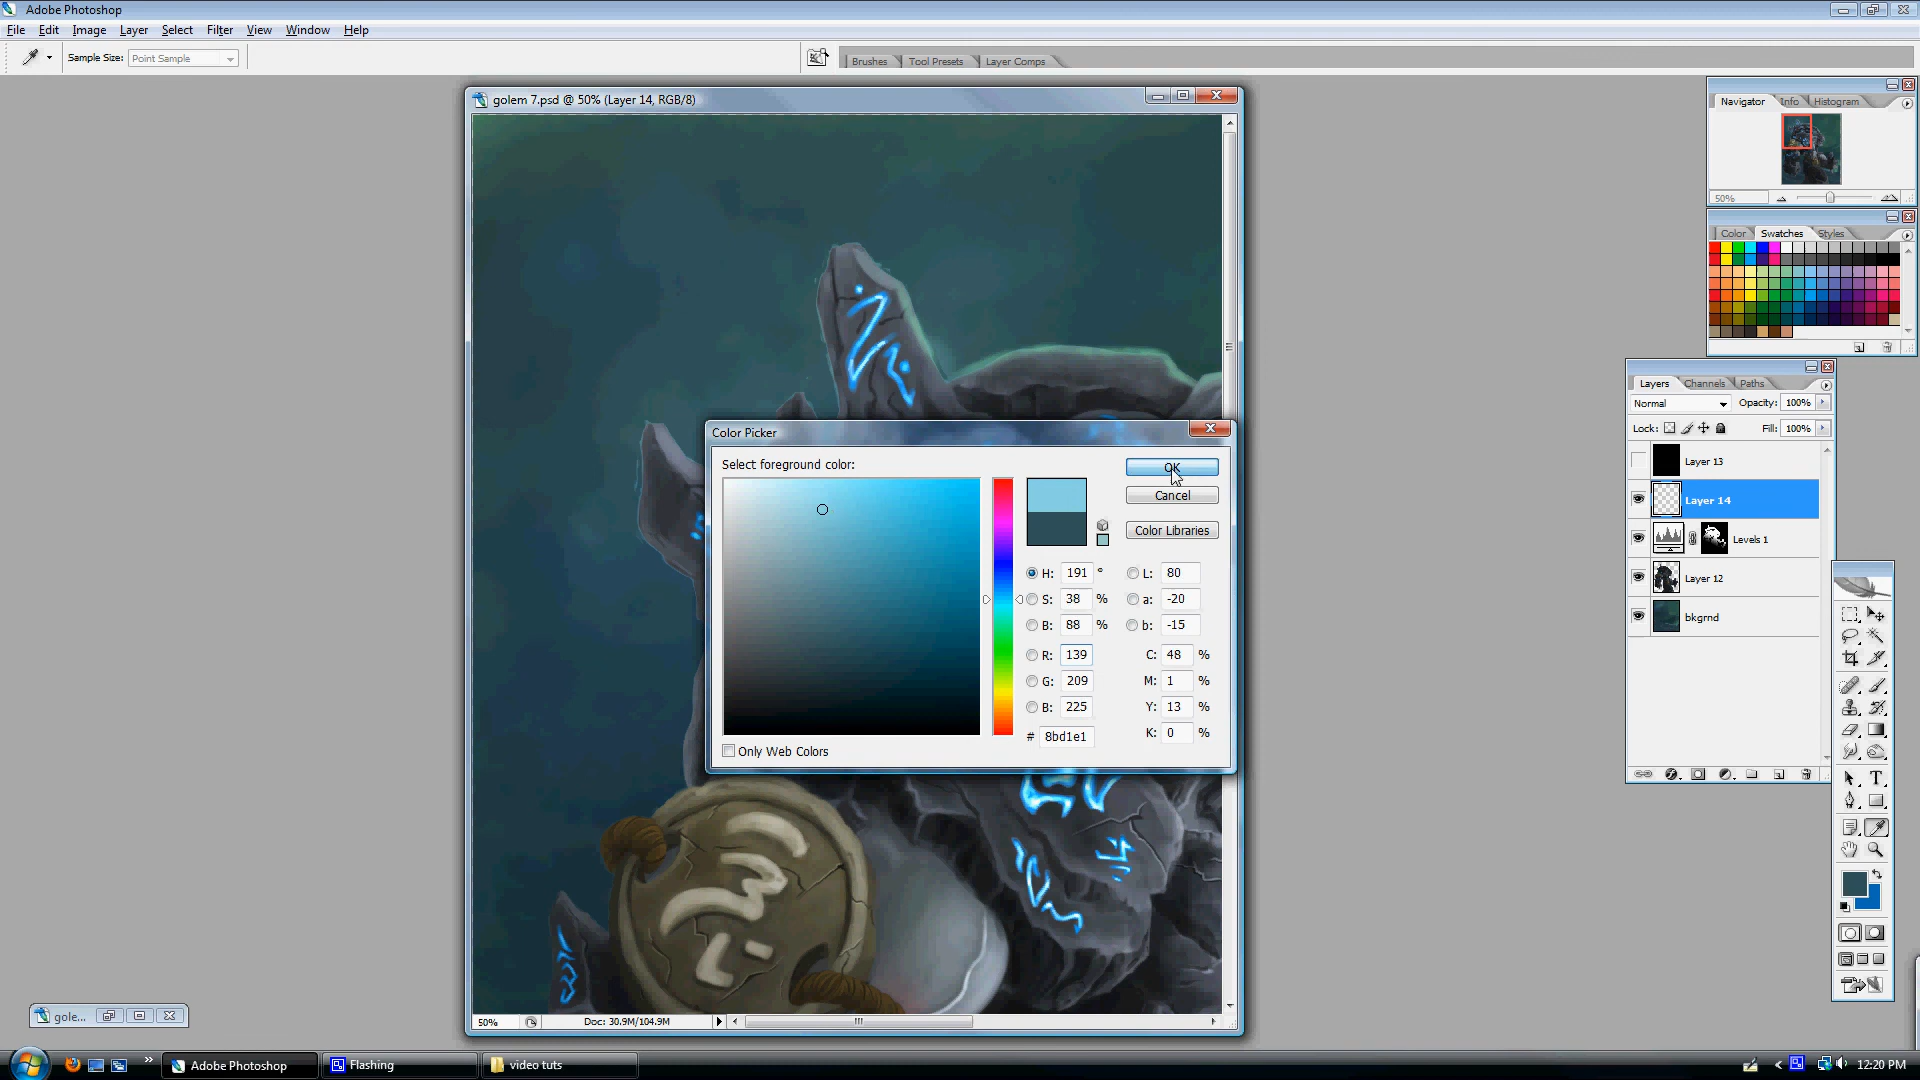 Adobe Photoshop
File Edit Image Layer Select Filter View Window Help
Sample Size: Point Sample
Brushes Tool Presets Layer Comps
golem 7.psd @ 50% (Layer 14, RGB/8)
Navigator Info Histogram
50%
Color Swatches Styles
Layers Channels Paths
Normal Opacity: 100%
Lock: Fill: 100%
Layer 13
Layer 14
Levels 1
Layer 12
bkgrnd
Color Picker
Select foreground color:
OK
Cancel
Color Libraries
H: 191 ° L: 80
S: 38 % a: -20
B: 88 % b: -15
R: 139 C: 48 %
G: 209 M: 1 %
B: 225 Y: 13 %
# 8bd1e1 K: 0 %
Only Web Colors
gole...
50% Doc: 30.9M/104.9M
Adobe Photoshop Flashing video tuts 12:20 PM